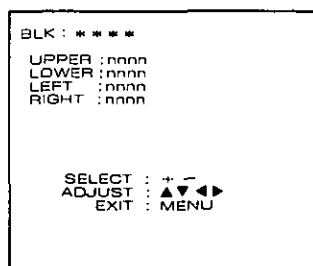 BLK : * * * *
UPPER : nnnn
LOWER : nnnn
LEFT : nnnn
RIGHT : nnnn
SELECT : + −
ADJUST : ▲ ▼ ◀ ▶
EXIT : MENU